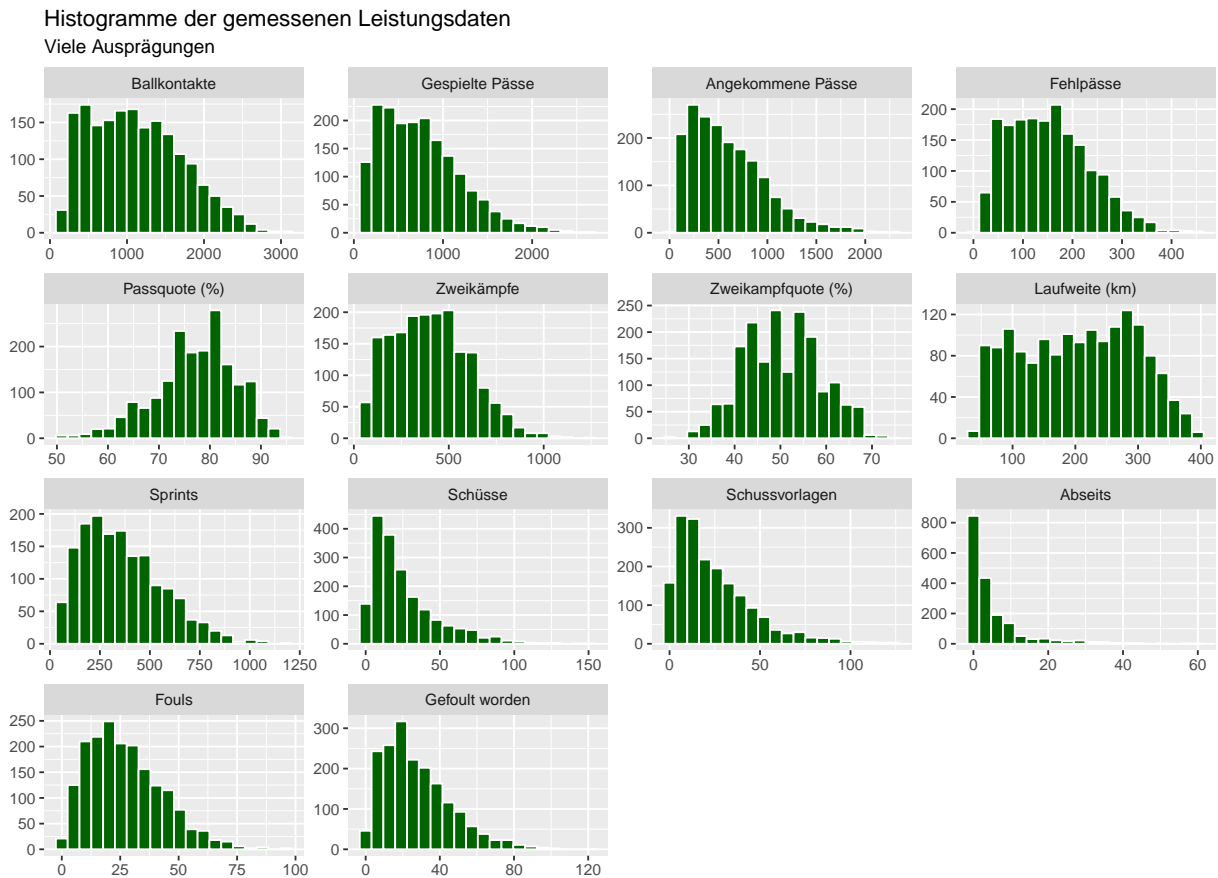 Histogramme der gemessenen Leistungsdaten
Viele Ausprägungen
Ballkontakte
Gespielte Pässe
Angekommene Pässe
Fehlpässe
150
100
50
0
0 1000 2000 3000
200
150
100
50
0
0 1000 2000
200
100
0
0 500 1000 1500 2000
200
150
100
50
0
0 100 200 300 400
Passquote (%)
Zweikämpfe
Zweikampfquote (%)
Laufweite (km)
200
100
0
50 60 70 80 90
200
150
100
50
0
0 500 1000
250
200
150
100
50
0
30 40 50 60 70
120
80
40
0
100 200 300 400
Sprints
Schüsse
Schussvorlagen
Abseits
200
150
100
50
0
0 250 500 750 1000 1250
400
300
200
100
0
0 50 100 150
300
200
100
0
0 50 100
800
600
400
200
0
0 20 40 60
Fouls
Gefoult worden
250
200
150
100
50
0
0 25 50 75 100
300
200
100
0
0 40 80 120